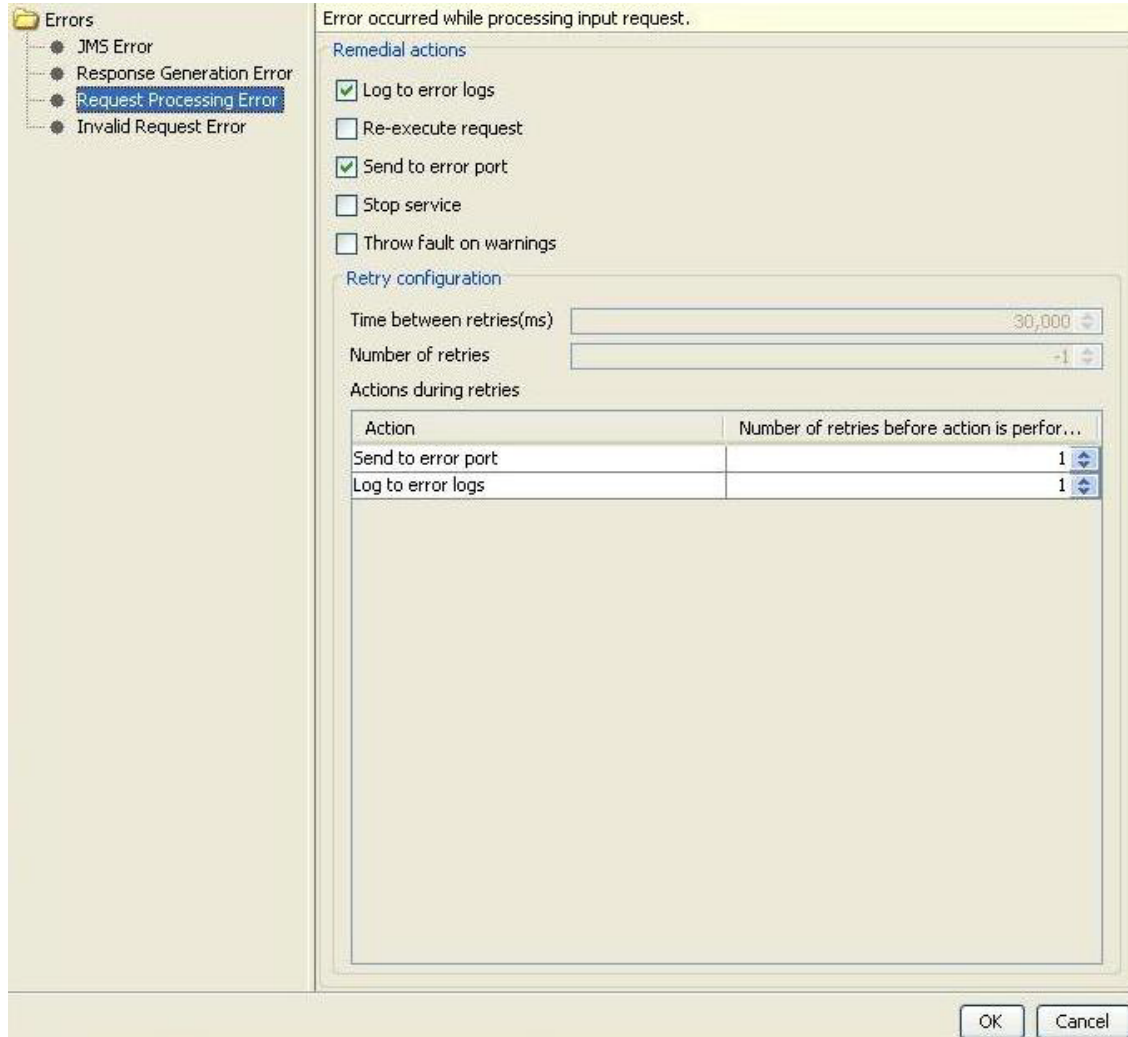 Errors
JMS Error
Response Generation Error
Request Processing Error
Invalid Request Error
Error occurred while processing input request.
Remedial actions
Log to error logs
Re-execute request
Send to error port
Stop service
Throw fault on warnings
Retry configuration
Time between retries(ms) 30,000
Number of retries -1
Actions during retries
Action Number of retries before action is perfor...
Send to error port 1
Log to error logs 1
OK Cancel